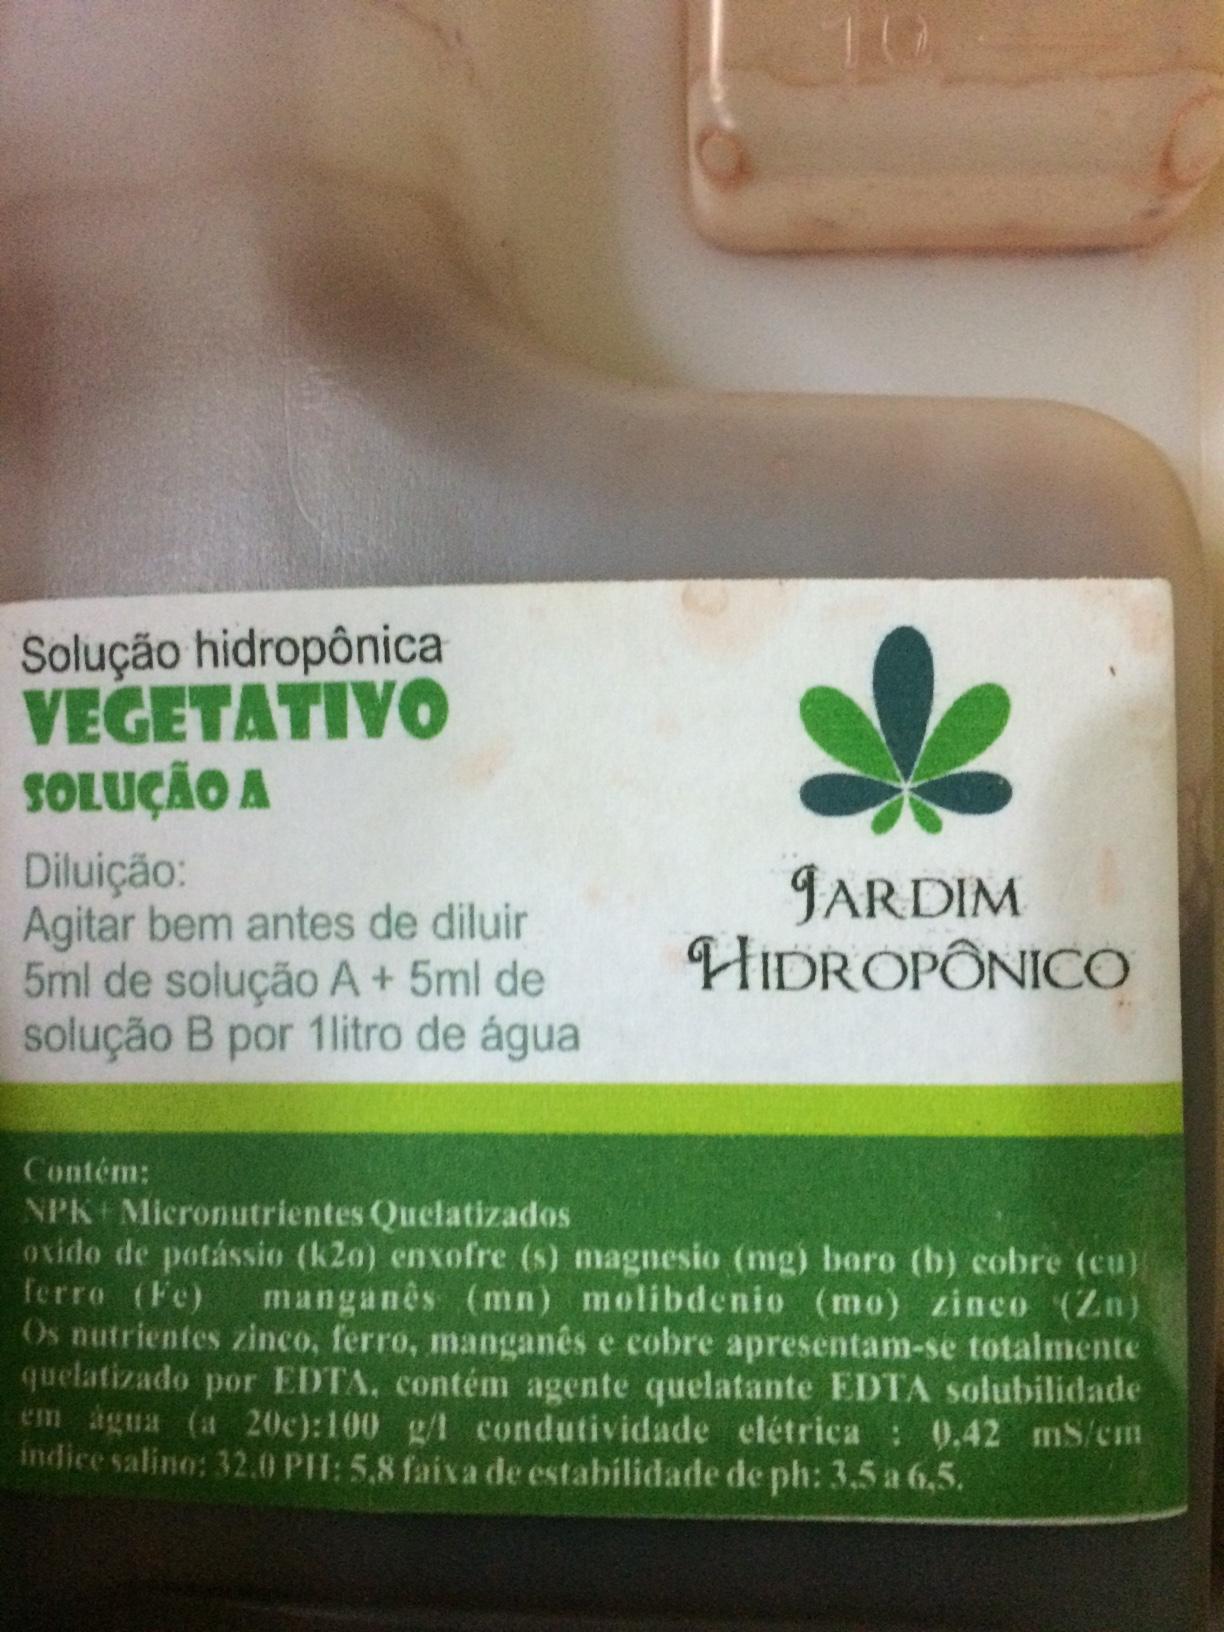 10
Solução hidropônica
VEGETATIVO
SOLUÇÃO A
Diluição:
Agitar bem antes de diluir
5ml de solução A + 5ml de
solução B por 1litro de água
JARDIM
HIDROPÔNICO
Contém:
NPK+ Micronutrientes Quelatizados
oxido de potássio (k2o) enxofre (s) magnesio (mg) boro (b) cobre (cu)
ferro (Fe) manganês (mn) molibdenio (mo) zinco (Zn)
Os nutrientes zinco, ferro, manganês e cobre apresentam-se totalmente
quelatizado por EDTA, contém agente quelatante EDTA solubilidade
em água (a 20c):100 g/l condutividade elétrica : 0,42 mS/cm
índice salino: 32,0 PH: 5,8 faixa de estabilidade de ph: 3,5 a 6,5.